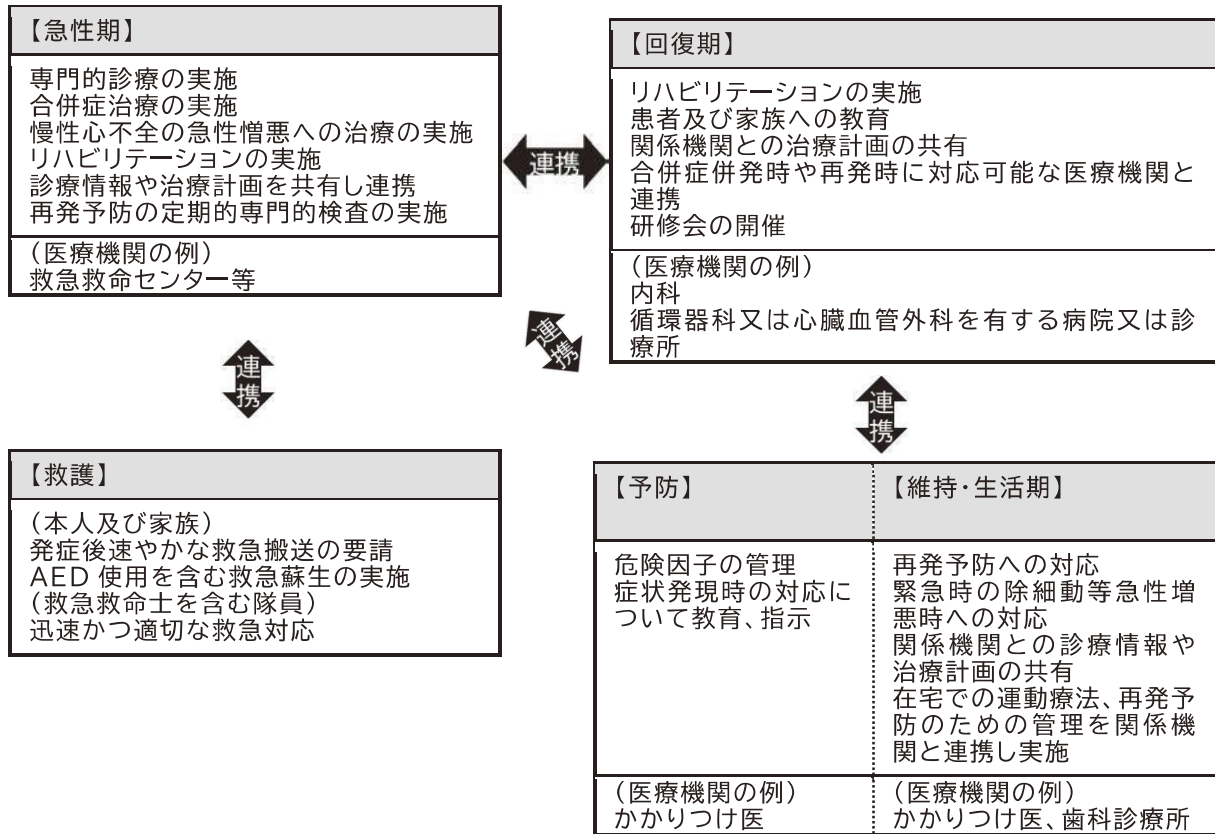 【急性期】
専門的診療の実施
合併症治療の実施
慢性心不全の急性憎悪への治療の実施
リハビリテーションの実施
診療情報や治療計画を共有し連携
再発予防の定期的専門的検査の実施
(医療機関の例)
救急救命センター等
連携
【回復期】
リハビリテーションの実施
患者及び家族への教育
関係機関との治療計画の共有
合併症併発時や再発時に対応可能な医療機関と
連携
研修会の開催
(医療機関の例)
内科
循環器科又は心臓血管外科を有する病院又は診
療所
連携
連携
連携
【救護】
(本人及び家族)
発症後速やかな救急搬送の要請
AED 使用を含む救急蘇生の実施
(救急救命士を含む隊員)
迅速かつ適切な救急対応
【予防】
危険因子の管理
症状発現時の対応に
ついて教育、指示
(医療機関の例)
かかりつけ医
【維持・生活期】
再発予防への対応
緊急時の除細動等急性増
悪時への対応
関係機関との診療情報や
治療計画の共有
在宅での運動療法、再発予
防のための管理を関係機
関と連携し実施
(医療機関の例)
かかりつけ医、歯科診療所